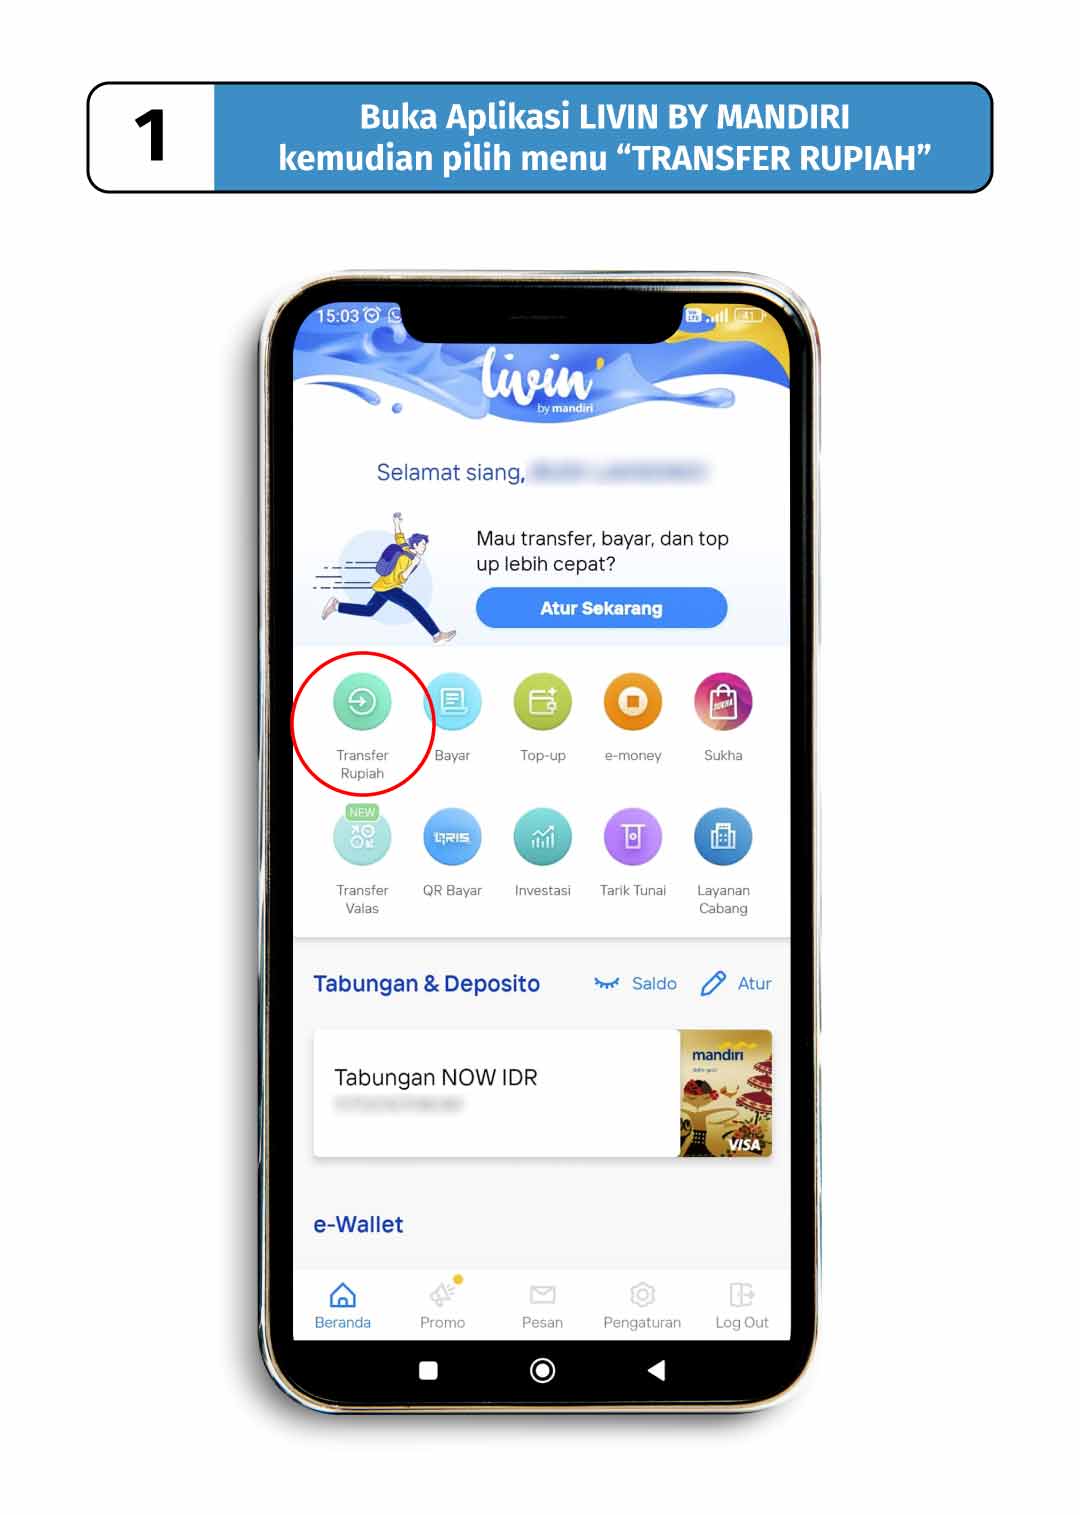 1
Buka Aplikasi LIVIN BY MANDIRI
kemudian pilih menu “TRANSFER RUPIAH”
15:03
41
livin'
by mandiri
Selamat siang,
Mau transfer, bayar, dan top
up lebih cepat?
Atur Sekarang
SUKHA
Transfer
Rupiah
Bayar
Top-up
e-money
Sukha
NEW
QRIS
Transfer
Valas
QR Bayar
Investasi
Tarik Tunai
Layanan
Cabang
Tabungan & Deposito
Saldo
Atur
mandiri
Tabungan NOW IDR
VISA
e-Wallet
Beranda
Promo
Pesan
Pengaturan
Log Out